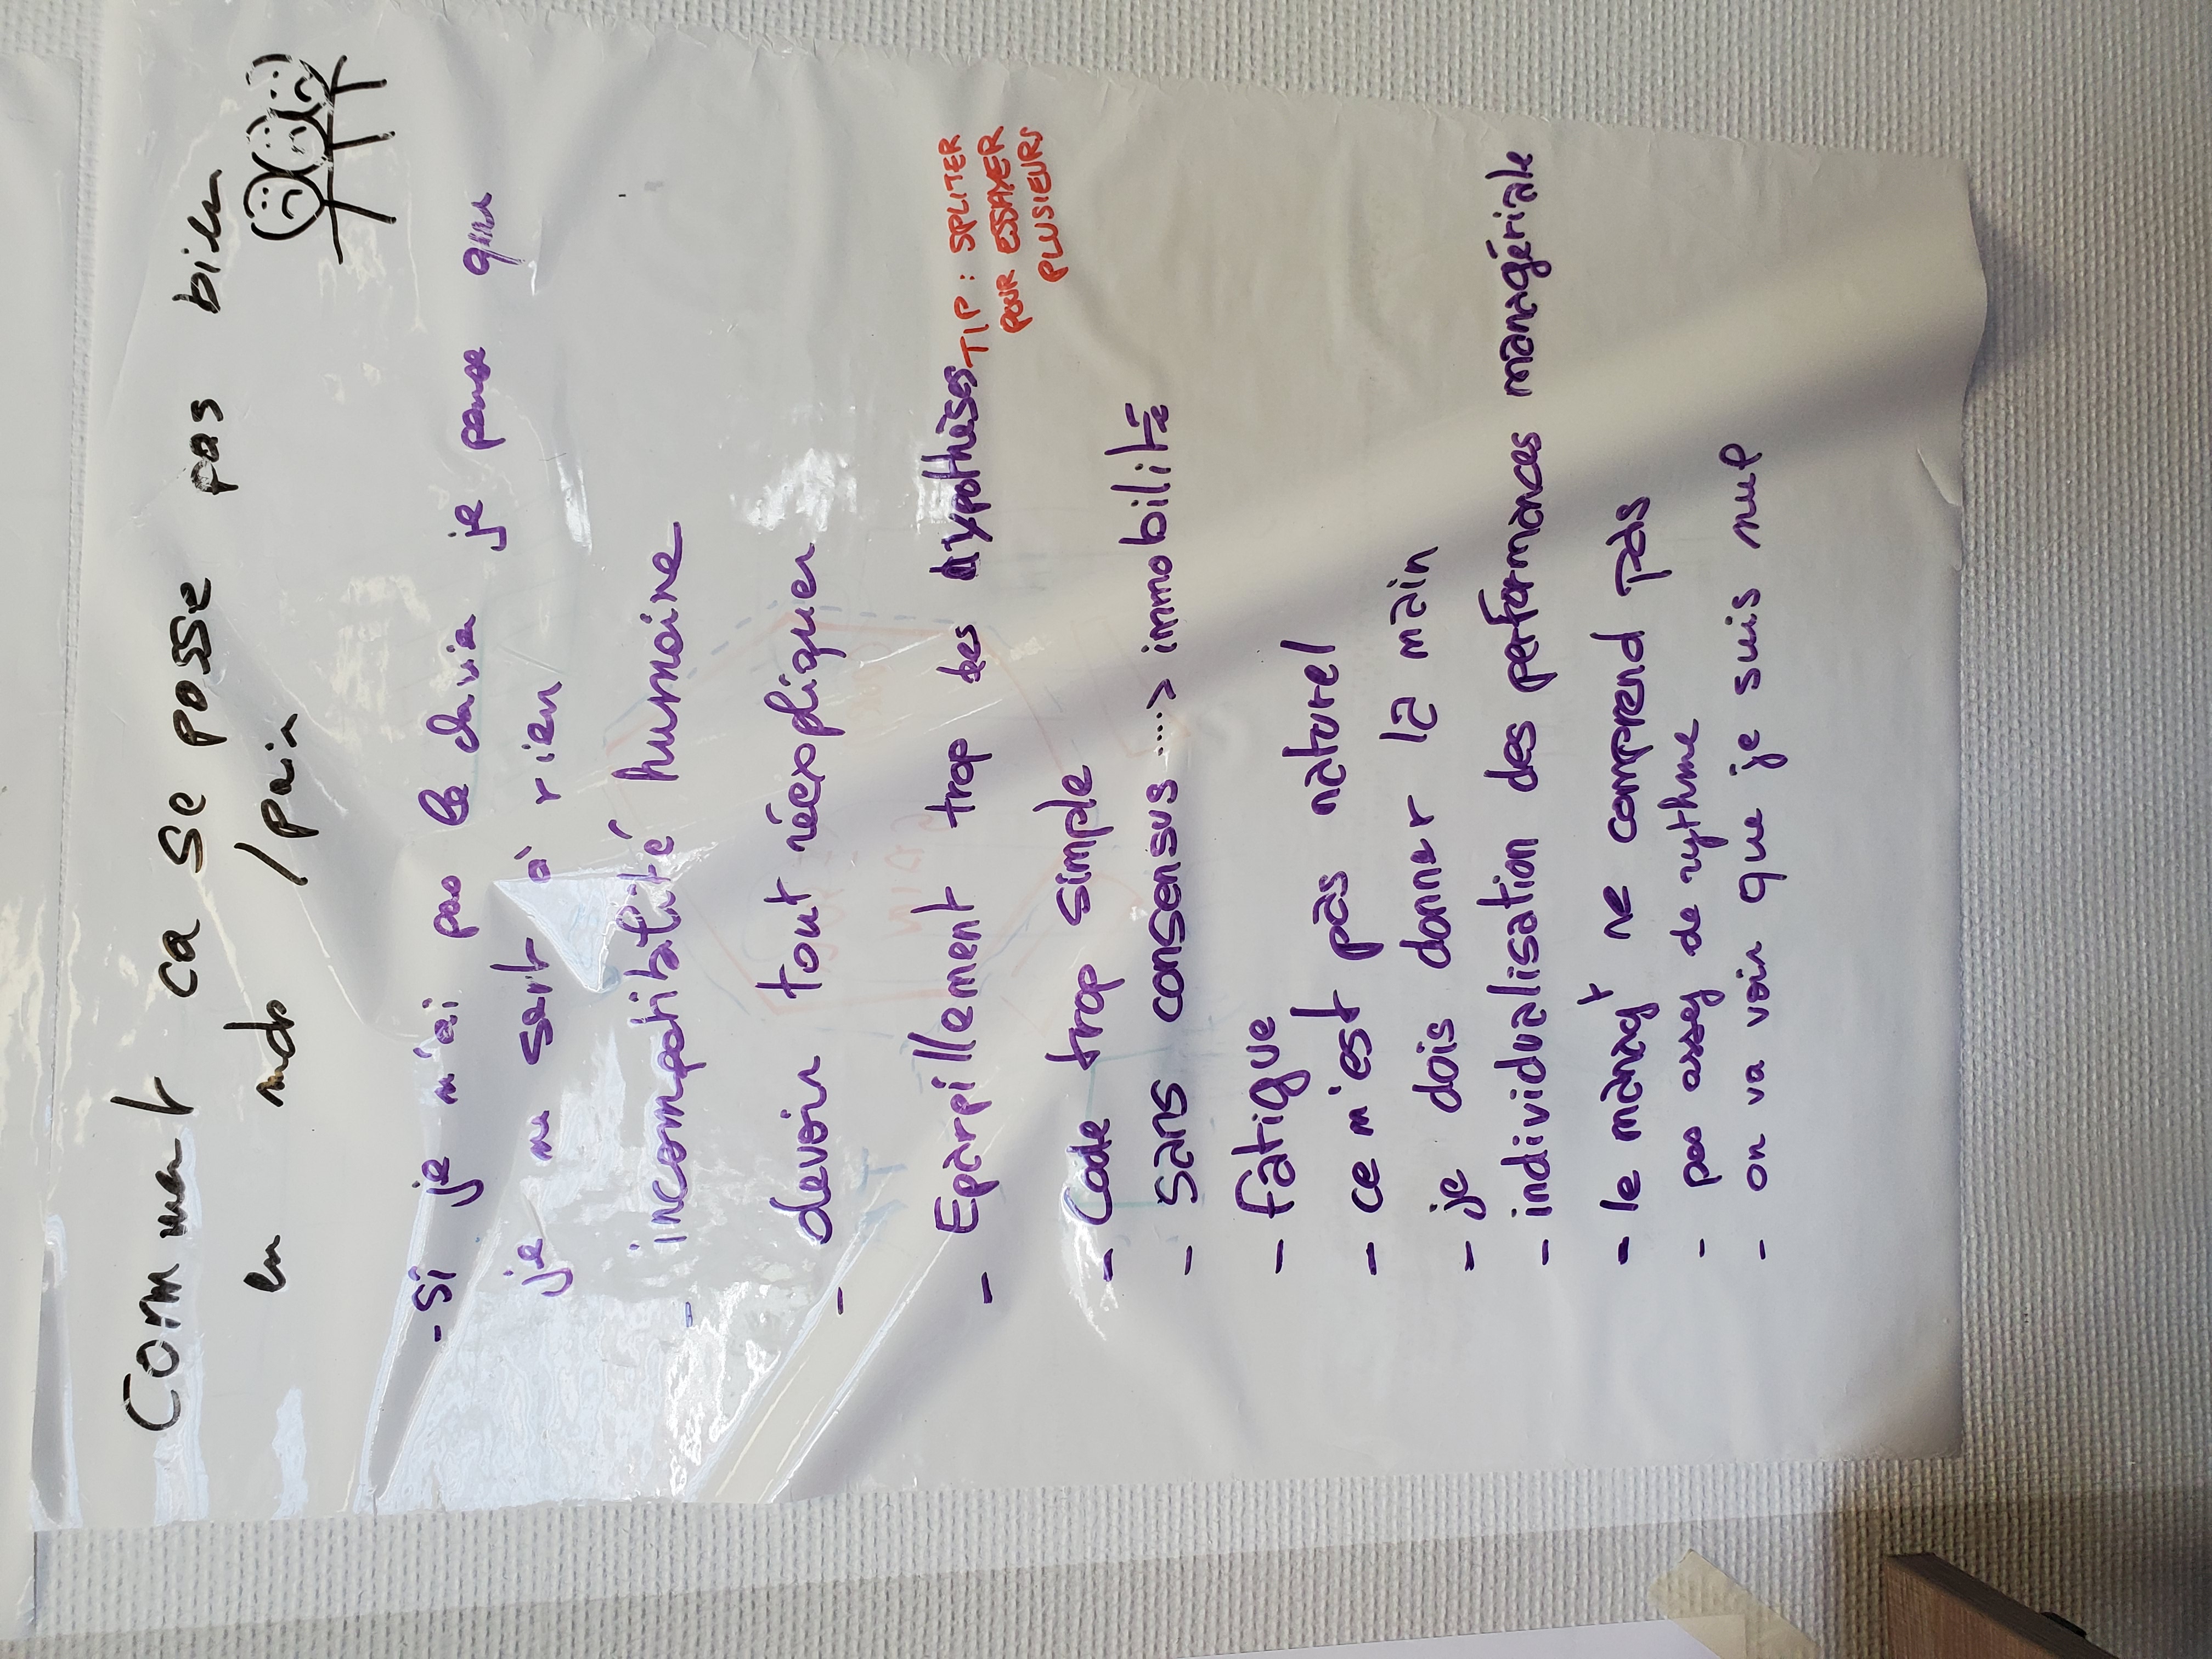 Comment ca se passe pas bien
en mob /pair
- Si je n'ai pas le clavier je pense que
je ne sert à rien
- incompatibilité humaine
- devoir tout réexpliquer
- Eparpillement trop des hypothèses
TIP : SPLITER
POUR ESSAYER
PLUSIEURS
- Code trop simple
- sans consensus ....> immobilité
- fatigue
- ce n'est pas naturel
- je dois donner la main
- individualisation des performances managériale
- le manag^t ne comprend pas
- pas assez de rythme
- on va voir que je suis nul